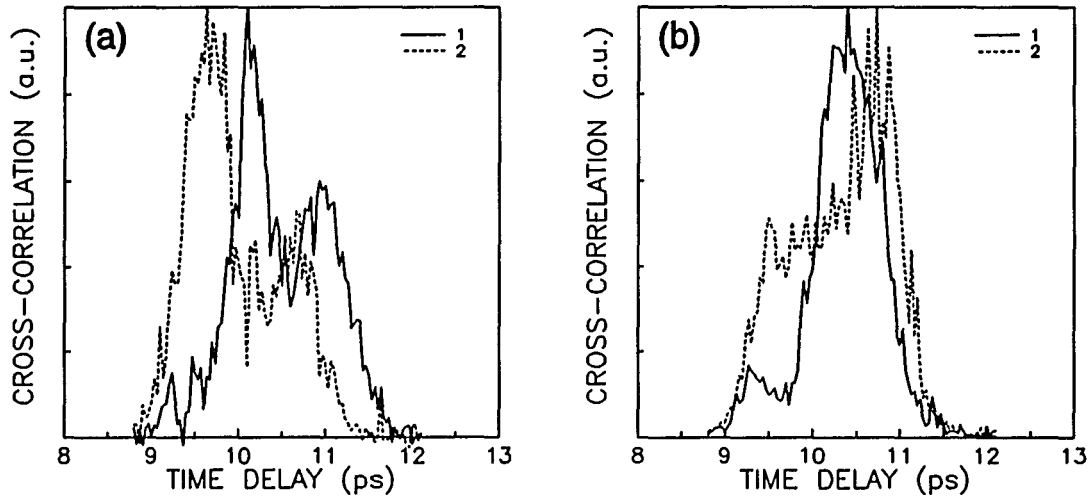 (a)
1
2
CROSS-CORRELATION (a.u.)
8 9 10 11 12 13
TIME DELAY (ps)
(b)
1
2
CROSS-CORRELATION (a.u.)
8 9 10 11 12 13
TIME DELAY (ps)